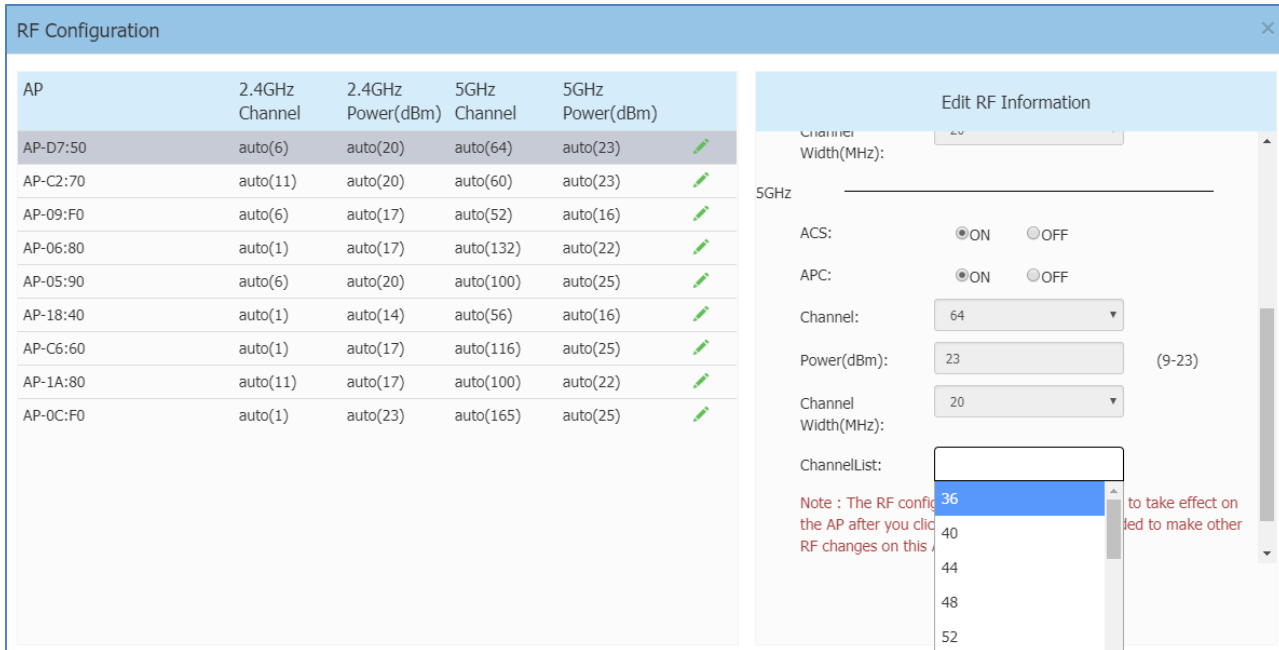 RF Configuration
×
AP 2.4GHz Channel 2.4GHz Power(dBm) 5GHz Channel 5GHz Power(dBm)
AP-D7:50 auto(6) auto(20) auto(64) auto(23)
AP-C2:70 auto(11) auto(20) auto(60) auto(23)
AP-09:F0 auto(6) auto(17) auto(52) auto(16)
AP-06:80 auto(1) auto(17) auto(132) auto(22)
AP-05:90 auto(6) auto(20) auto(100) auto(25)
AP-18:40 auto(1) auto(14) auto(56) auto(16)
AP-C6:60 auto(1) auto(17) auto(116) auto(25)
AP-1A:80 auto(11) auto(17) auto(100) auto(22)
AP-0C:F0 auto(1) auto(23) auto(165) auto(25)
Edit RF Information
Channel 20
Width(MHz):
5GHz
ACS: ON OFF
APC: ON OFF
Channel: 64
Power(dBm): 23 (9-23)
Channel 20
Width(MHz):
ChannelList:
Note : The RF config to take effect on
the AP after you clic ded to make other
RF changes on this
36
40
44
48
52